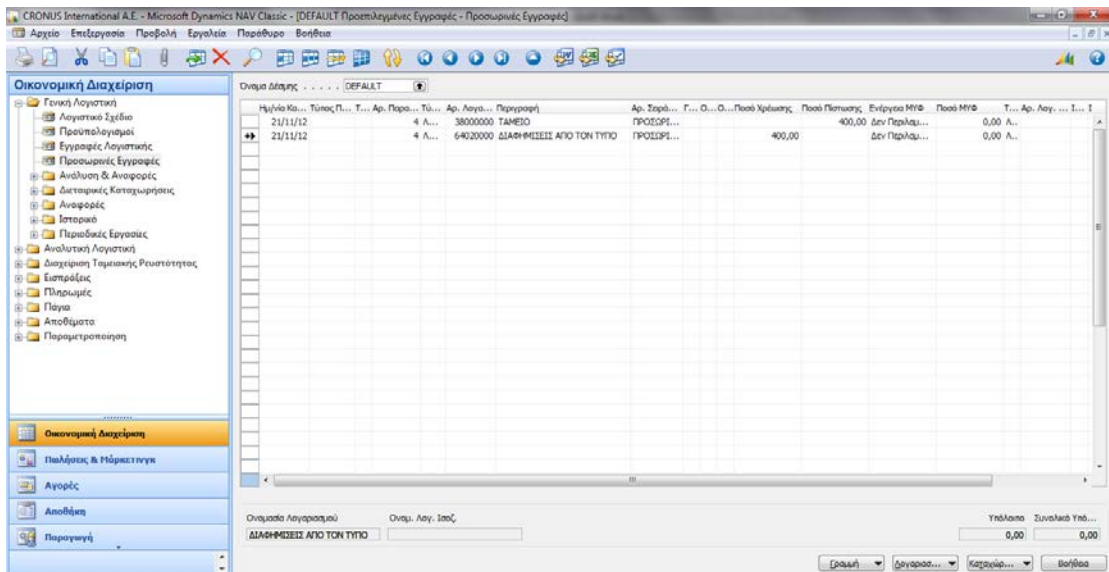 CRONUS International A.E. - Microsoft Dynamics NAV Classic - [DEFAULT Προεπιλεγμένες Εγγραφές - Προσωρινές Εγγραφές]
Αρχείο Επεξεργασία Προβολή Εργαλεία Παράθυρο Βοήθεια
Οικονομική Διαχείριση
Γενική Λογιστική
Λογιστικό Σχέδιο
Προϋπολογισμοί
Εγγραφές Λογιστικής
Προσωρινές Εγγραφές
Ανάλυση & Αναφορές
Διεταιρικές Καταχωρήσεις
Αναφορές
Ιστορικό
Περιοδικές Εργασίες
Αναλυτική Λογιστική
Διαχείριση Ταμειακής Ρευστότητας
Εισπράξεις
Πληρωμές
Πάγια
Αποθέματα
Παραμετροποίηση
Οικονομική Διαχείριση
Πωλήσεις & Μάρκετινγκ
Αγορές
Αποθήκη
Παραγωγή
Όνομα Δέσμης . . . . . DEFAULT
Ημ/νία Κα... Τύπος Π... Τ... Αρ. Παρα... Τύ... Αρ. Λογα... Περιγραφή Αρ. Σειρά... Γ... Ο... Ο... Ποσό Χρέωσης Ποσό Πίστωσης Ενέργεια ΜΥΦ Ποσό ΜΥΦ Τ... Αρ. Λογ. ... Ι... Ι
21/11/12 4 Λ... 38000000 ΤΑΜΕΙΟ ΠΡΟΣΩΡΙ... 400,00 Δεν Περιλαμ... 0,00 Λ...
21/11/12 4 Λ... 64020000 ΔΙΑΦΗΜΙΣΕΙΣ ΑΠΟ ΤΟΝ ΤΥΠΟ ΠΡΟΣΩΡΙ... 400,00 Δεν Περιλαμ... 0,00 Λ...
Ονομασία Λογαριασμού Ονομ. Λογ. Ισοζ. Υπόλοιπο Συνολικό Υπό...
ΔΙΑΦΗΜΙΣΕΙΣ ΑΠΟ ΤΟΝ ΤΥΠΟ 0,00 0,00
Γραμμή Λογαριασ... Καταχώρ... Βοήθεια